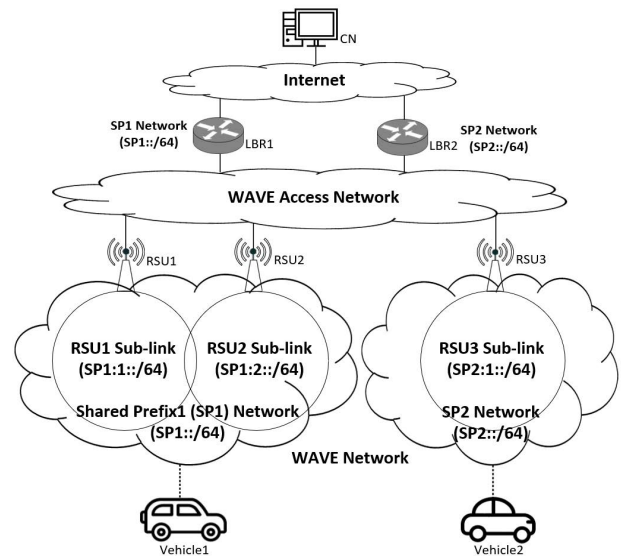 CN
Internet
SP1 Network
(SP1::/64)
LBR1
LBR2
SP2 Network
(SP2::/64)
WAVE Access Network
RSU1
RSU2
RSU3
RSU1 Sub-link
(SP1:1::/64)
RSU2 Sub-link
(SP1:2::/64)
RSU3 Sub-link
(SP2:1::/64)
Shared Prefix1 (SP1) Network
(SP1::/64)
SP2 Network
(SP2::/64)
WAVE Network
Vehicle1
Vehicle2